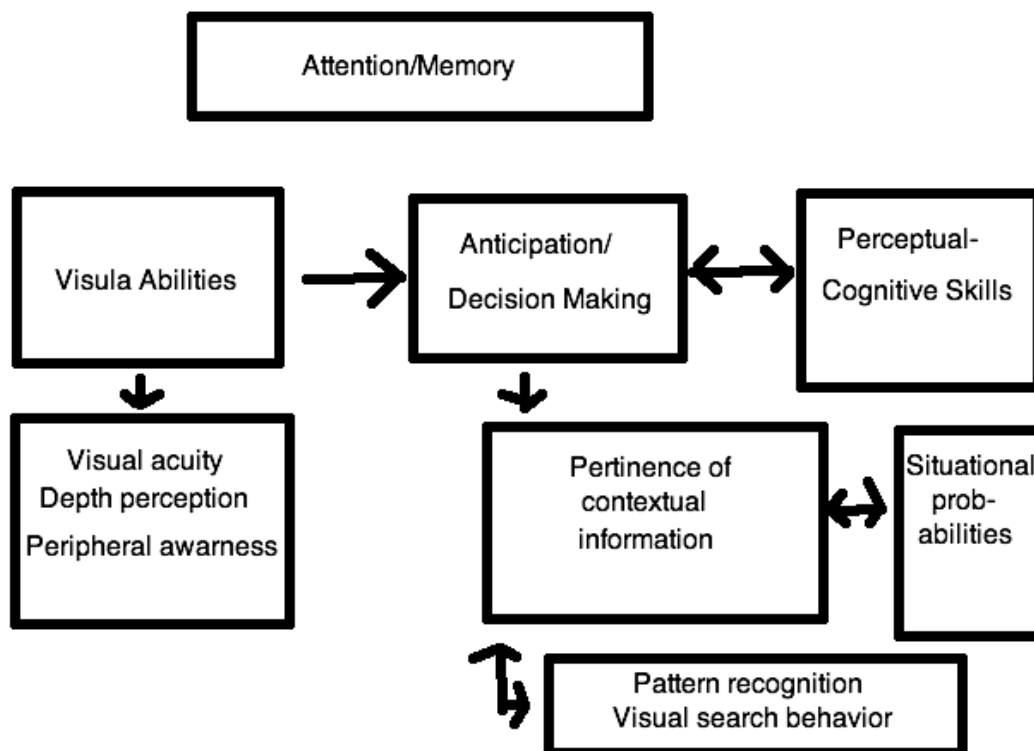 Attention/Memory
Visula Abilities
Anticipation/
Decision Making
Perceptual-
Cognitive Skills
Visual acuity
Depth perception
Peripheral awarness
Pertinence of
contextual
information
Situational
prob-
abilities
Pattern recognition
Visual search behavior